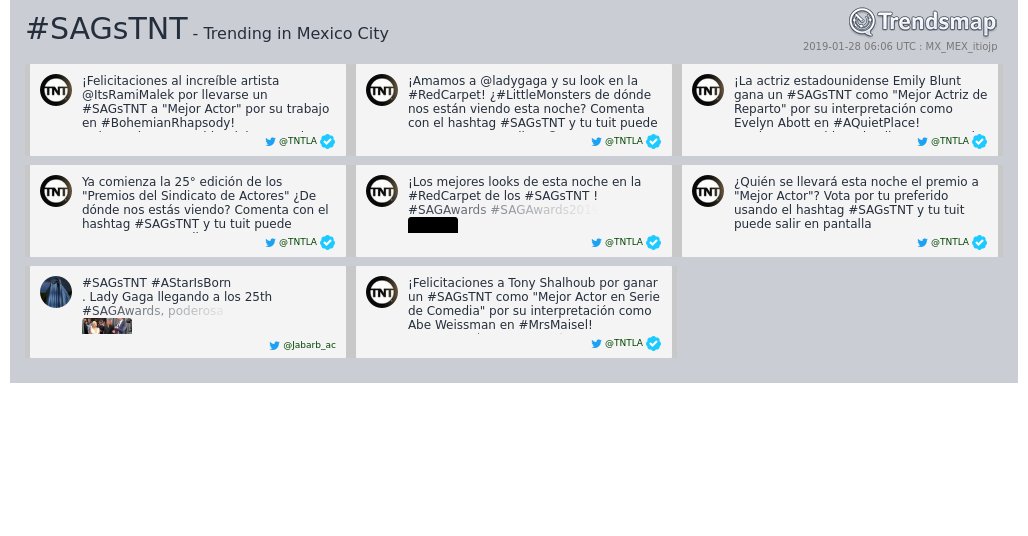 #SAGsTNT - Trending in Mexico City
Trendsmap
2019-01-28 06:06 UTC : MX_MEX_itiojp
TNT
¡Felicitaciones al increíble artista
@ItsRamiMalek por llevarse un
#SAGsTNT a "Mejor Actor" por su trabajo
en #BohemianRhapsody!
@TNTLA
TNT
¡Amamos a @ladygaga y su look en la
#RedCarpet! ¿#LittleMonsters de dónde
nos están viendo esta noche? Comenta
con el hashtag #SAGsTNT y tu tuit puede
@TNTLA
TNT
¡La actriz estadounidense Emily Blunt
gana un #SAGsTNT como "Mejor Actriz de
Reparto" por su interpretación como
Evelyn Abott en #AQuietPlace!
@TNTLA
TNT
Ya comienza la 25° edición de los
"Premios del Sindicato de Actores" ¿De
dónde nos estás viendo? Comenta con el
hashtag #SAGsTNT y tu tuit puede
@TNTLA
TNT
¡Los mejores looks de esta noche en la
#RedCarpet de los #SAGsTNT !
#SAGAwards #SAGAwards2019
@TNTLA
TNT
¿Quién se llevará esta noche el premio a
"Mejor Actor"? Vota por tu preferido
usando el hashtag #SAGsTNT y tu tuit
puede salir en pantalla
@TNTLA
#SAGsTNT #AStarIsBorn
. Lady Gaga llegando a los 25th
#SAGAwards, poderosa
@Jabarb_ac
TNT
¡Felicitaciones a Tony Shalhoub por ganar
un #SAGsTNT como "Mejor Actor en Serie
de Comedia" por su interpretación como
Abe Weissman en #MrsMaisel!
@TNTLA